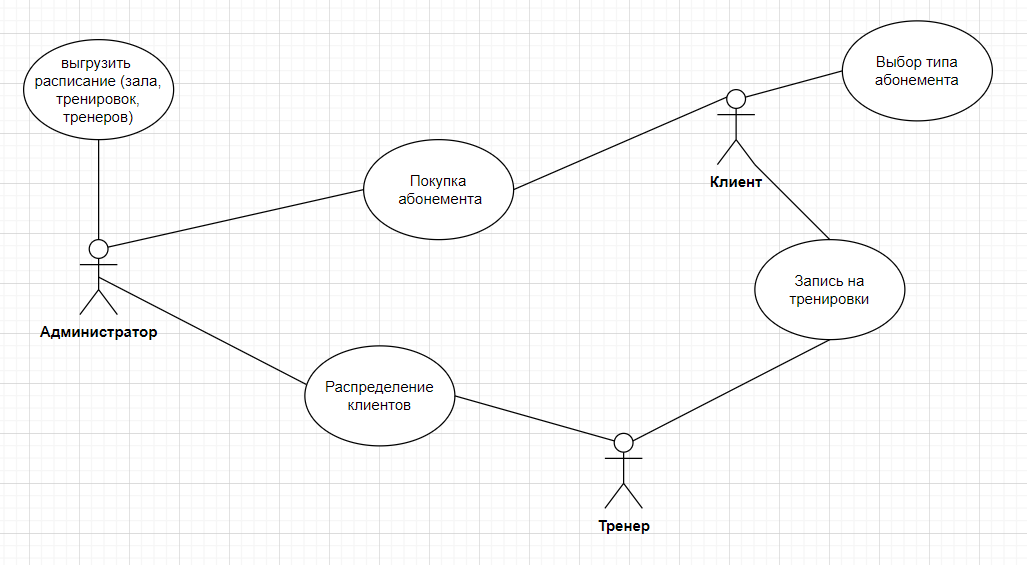 выгрузить
расписание (зала,
тренировок,
тренеров)
Выбор типа
абонемента
Клиент
Покупка
абонемента
Администратор
Запись на
тренировки
Распределение
клиентов
Тренер